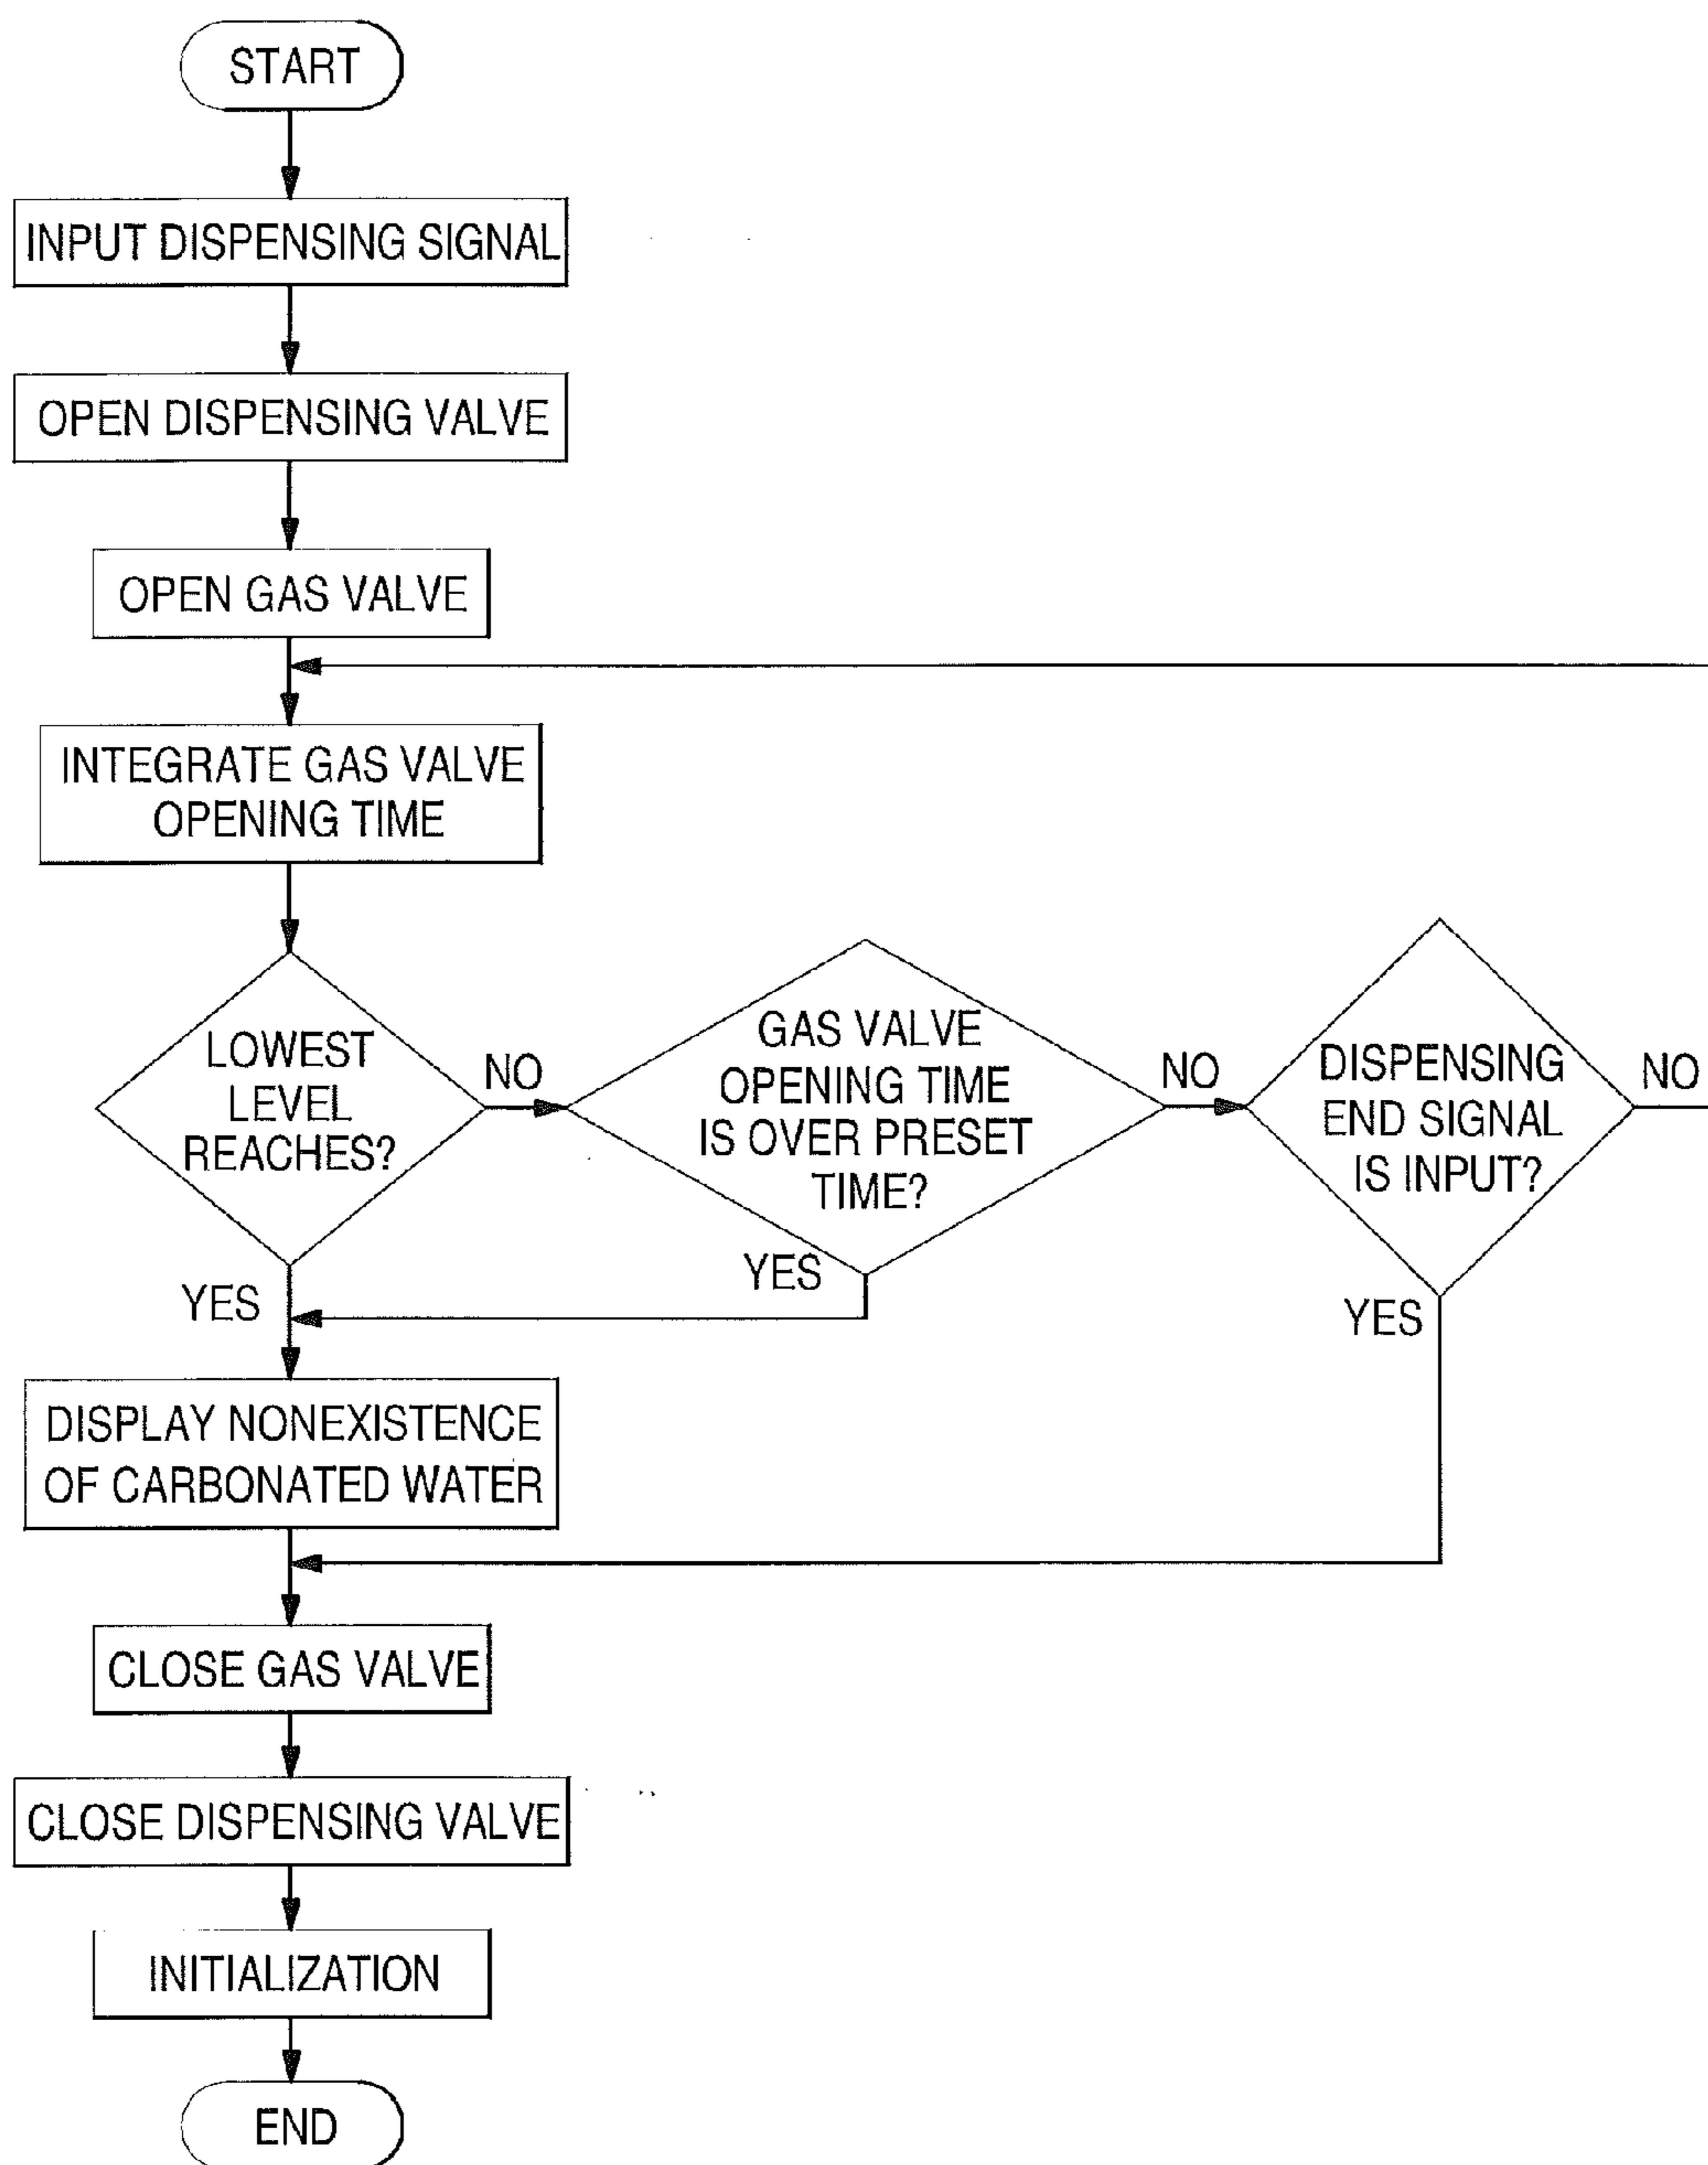 START
INPUT DISPENSING SIGNAL
OPEN DISPENSING VALVE
OPEN GAS VALVE
INTEGRATE GAS VALVE
OPENING TIME
LOWEST
LEVEL
REACHES?
NO
GAS VALVE
OPENING TIME
IS OVER PRESET
TIME?
NO
DISPENSING
END SIGNAL
IS INPUT?
NO
YES
YES
YES
DISPLAY NONEXISTENCE
OF CARBONATED WATER
CLOSE GAS VALVE
CLOSE DISPENSING VALVE
INITIALIZATION
END